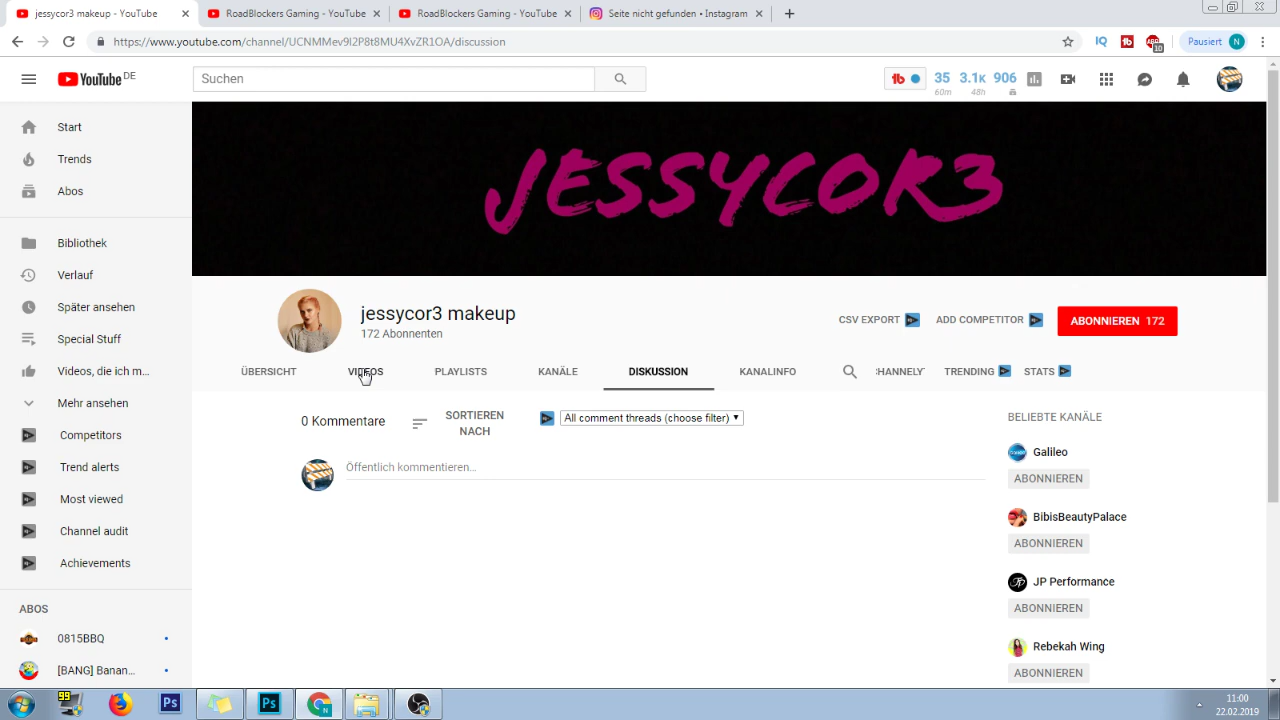 jessycor3 makeup - YouTube
RoadBlockers Gaming - YouTube
RoadBlockers Gaming - YouTube
Seite nicht gefunden • Instagram
https://www.youtube.com/channel/UCNMMev9l2P8t8MU4XvZR1OA/discussion
IQ
10
Pausiert N
YouTube DE
Suchen
35 3.1K 906
60m 48h
Start
Trends
Abos
Bibliothek
Verlauf
Später ansehen
Special Stuff
Videos, die ich m...
Mehr ansehen
Competitors
Trend alerts
Most viewed
Channel audit
Achievements
ABOS
0815BBQ
[BANG] Banan...
JESSYCOR3
jessycor3 makeup
172 Abonnenten
CSV EXPORT ADD COMPETITOR ABONNIEREN 172
ÜBERSICHT VIDEOS PLAYLISTS KANÄLE DISKUSSION KANALINFO TRENDING STATS
0 Kommentare SORTIEREN NACH All comment threads (choose filter)
Öffentlich kommentieren...
BELIEBTE KANÄLE
Galileo
ABONNIEREN
BibisBeautyPalace
ABONNIEREN
JP Performance
ABONNIEREN
Rebekah Wing
ABONNIEREN
99
Ps
Ps
11:00
22.02.2019